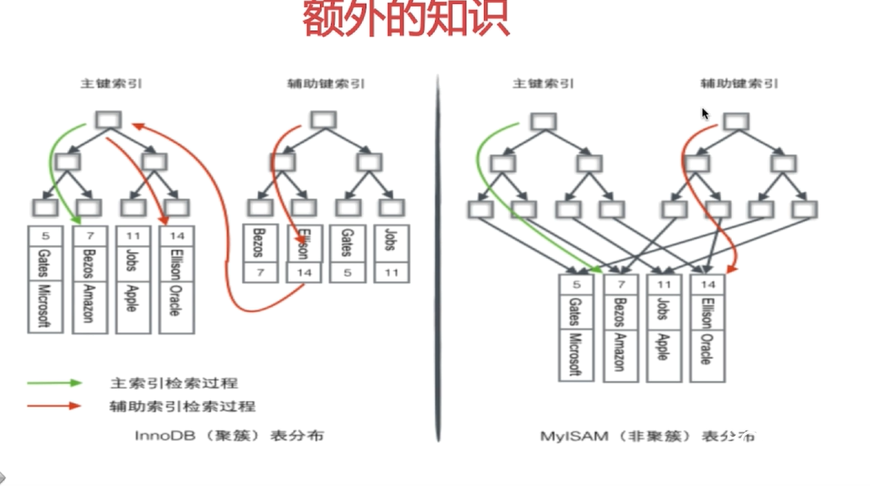 额外的知识
主键索引
辅助键索引
主键索引
辅助键索引
5
Gates
Microsoft
7
Bezos
Amazon
11
Jobs
Apple
14
Ellison
Oracle
Bezos
7
Ellison
14
Gates
5
Jobs
11
5
Gates
Microsoft
7
Bezos
Amazon
11
Jobs
Apple
14
Ellison
Oracle
主索引检索过程
辅助索引检索过程
InnoDB（聚簇）表分布
MyISAM（非聚簇）表分布